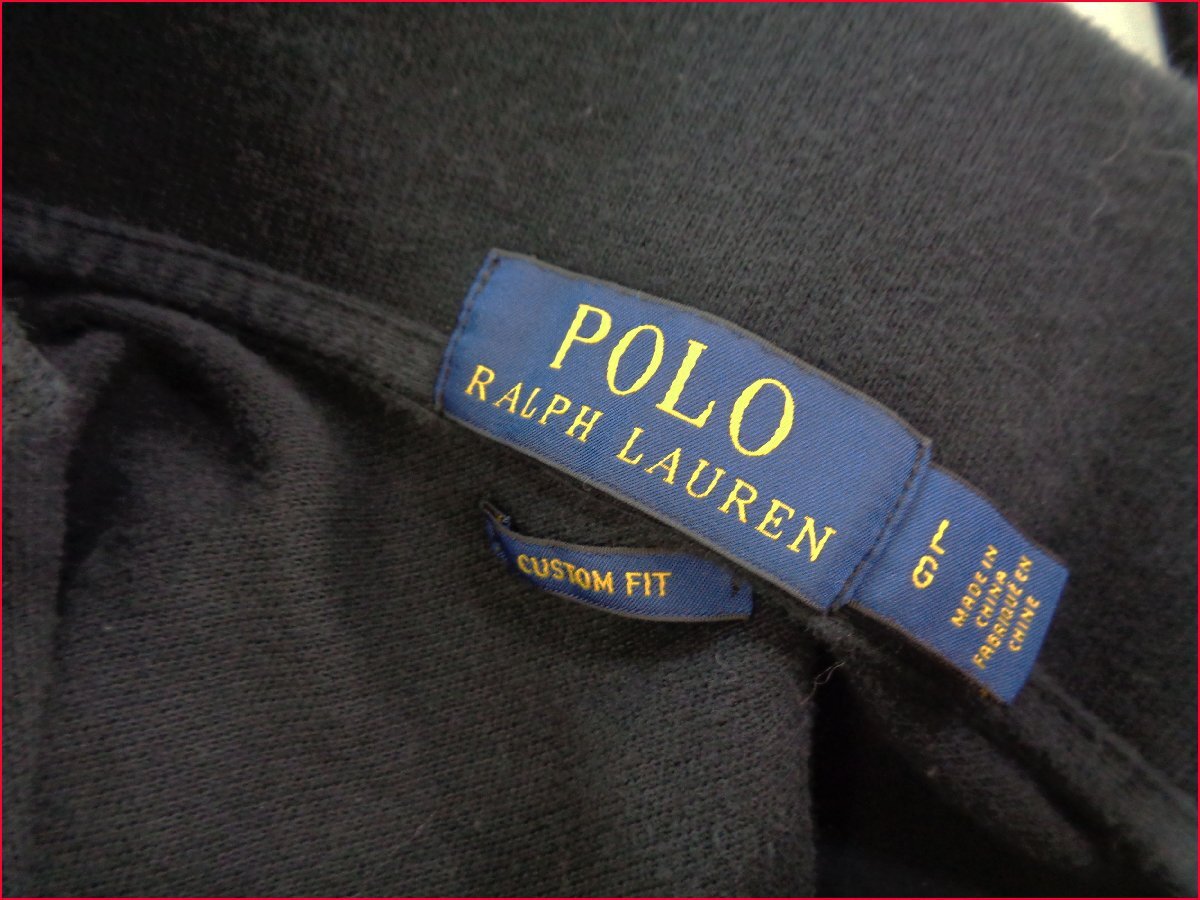 POLO
RALPH LAUREN
CUSTOM FIT
L
G
MADE IN
CHINA
FABRIQUÉ EN
CHINE